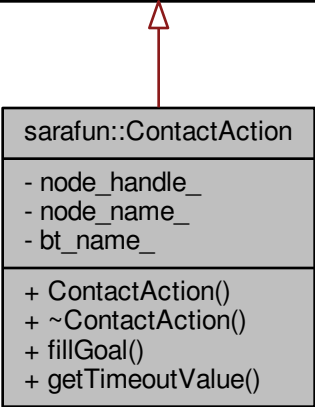 sarafun::ContactAction
- node_handle_
- node_name_
- bt_name_
+ ContactAction()
+ ~ContactAction()
+ fillGoal()
+ getTimeoutValue()